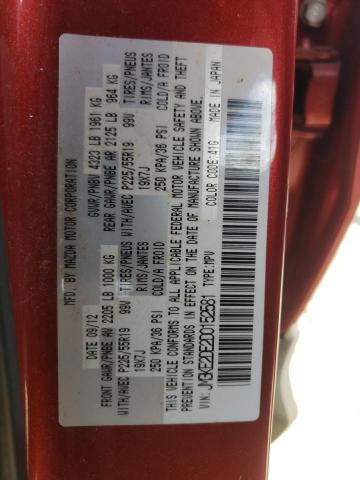 MFD. BY MAZDA MOTOR CORPORATION
DATE 09/12 GVWR/PNBV 4323 LB 1961 KG
FRONT GAWR/PNBE AV 2205 LB 1000 KG REAR GAWR/PNBE AR 2125 LB 964 KG
WITH/AVEC P225/55R19 99V TIRES/PNEUS WITH/AVEC P225/55R19 99V TIRES/PNEUS
19X7J RIMS/JANTES 19X7J RIMS/JANTES
250 KPA/36 PSI COLD/A FROID 250 KPA/36 PSI COLD/A FROID
THIS VEHICLE CONFORMS TO ALL APPLICABLE FEDERAL MOTOR VEHICLE SAFETY AND THEFT
PREVENTION STANDARDS IN EFFECT ON THE DATE OF MANUFACTURE SHOWN ABOVE.
VIN: JM3KE2DE2D0152581 TYPE:MPV COLOR CODE:41G MADE IN JAPAN